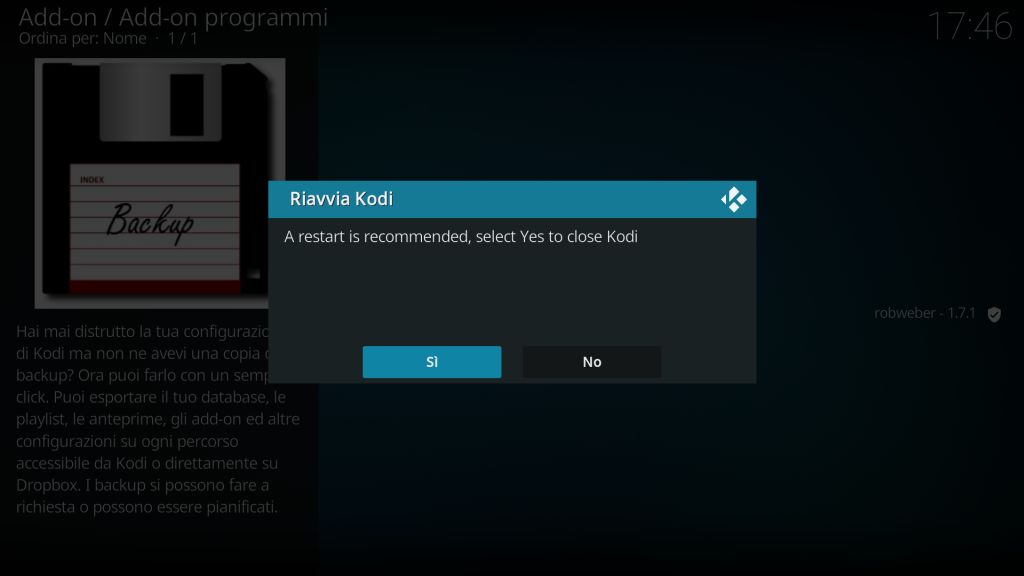 Add-on / Add-on programmi
Ordina per: Nome · 1 / 1
17:46
INDEX
Backup
Riavvia Kodi
A restart is recommended, select Yes to close Kodi
Sì
No
robweber - 1.7.1
Hai mai distrutto la tua configurazio
di Kodi ma non ne avevi una copia
backup? Ora puoi farlo con un semp
click. Puoi esportare il tuo database, le
playlist, le anteprime, gli add-on ed altre
configurazioni su ogni percorso
accessibile da Kodi o direttamente su
Dropbox. I backup si possono fare a
richiesta o possono essere pianificati.